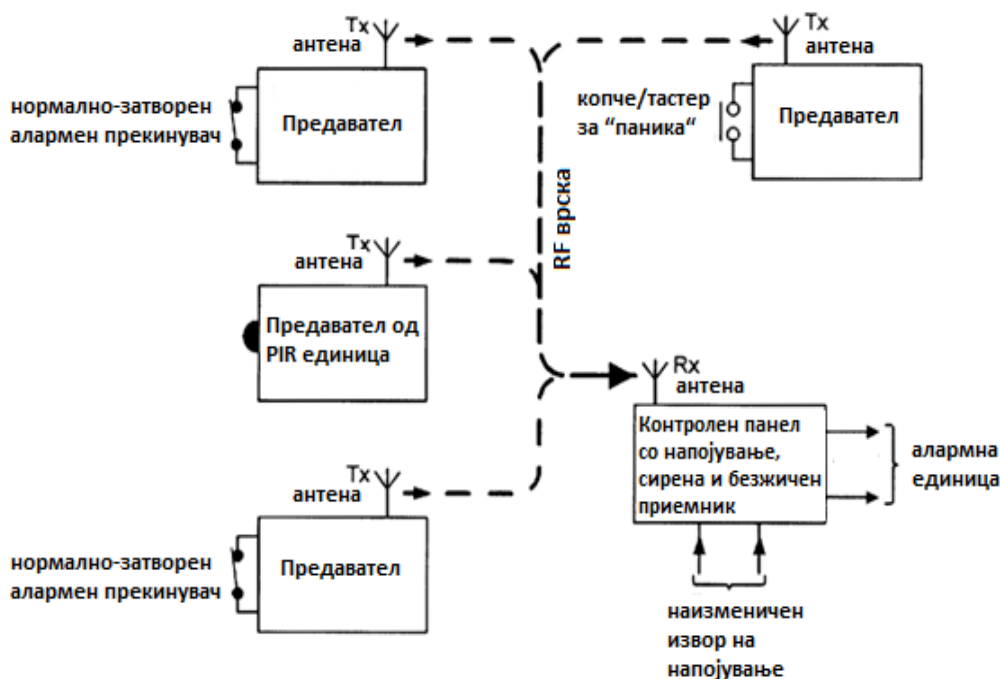 Tx
антена
нормално-затворен
алармен прекинувач
Предавател
Tx
антена
копче/тастер
за “паника“
Предавател
RF врска
Tx
антена
Предавател од
PIR единица
Rx
антена
Контролен панел
со напојување,
сирена и безжичен
приемник
алармна
единица
Tx
антена
нормално-затворен
алармен прекинувач
Предавател
наизменичен
извор на
напојување